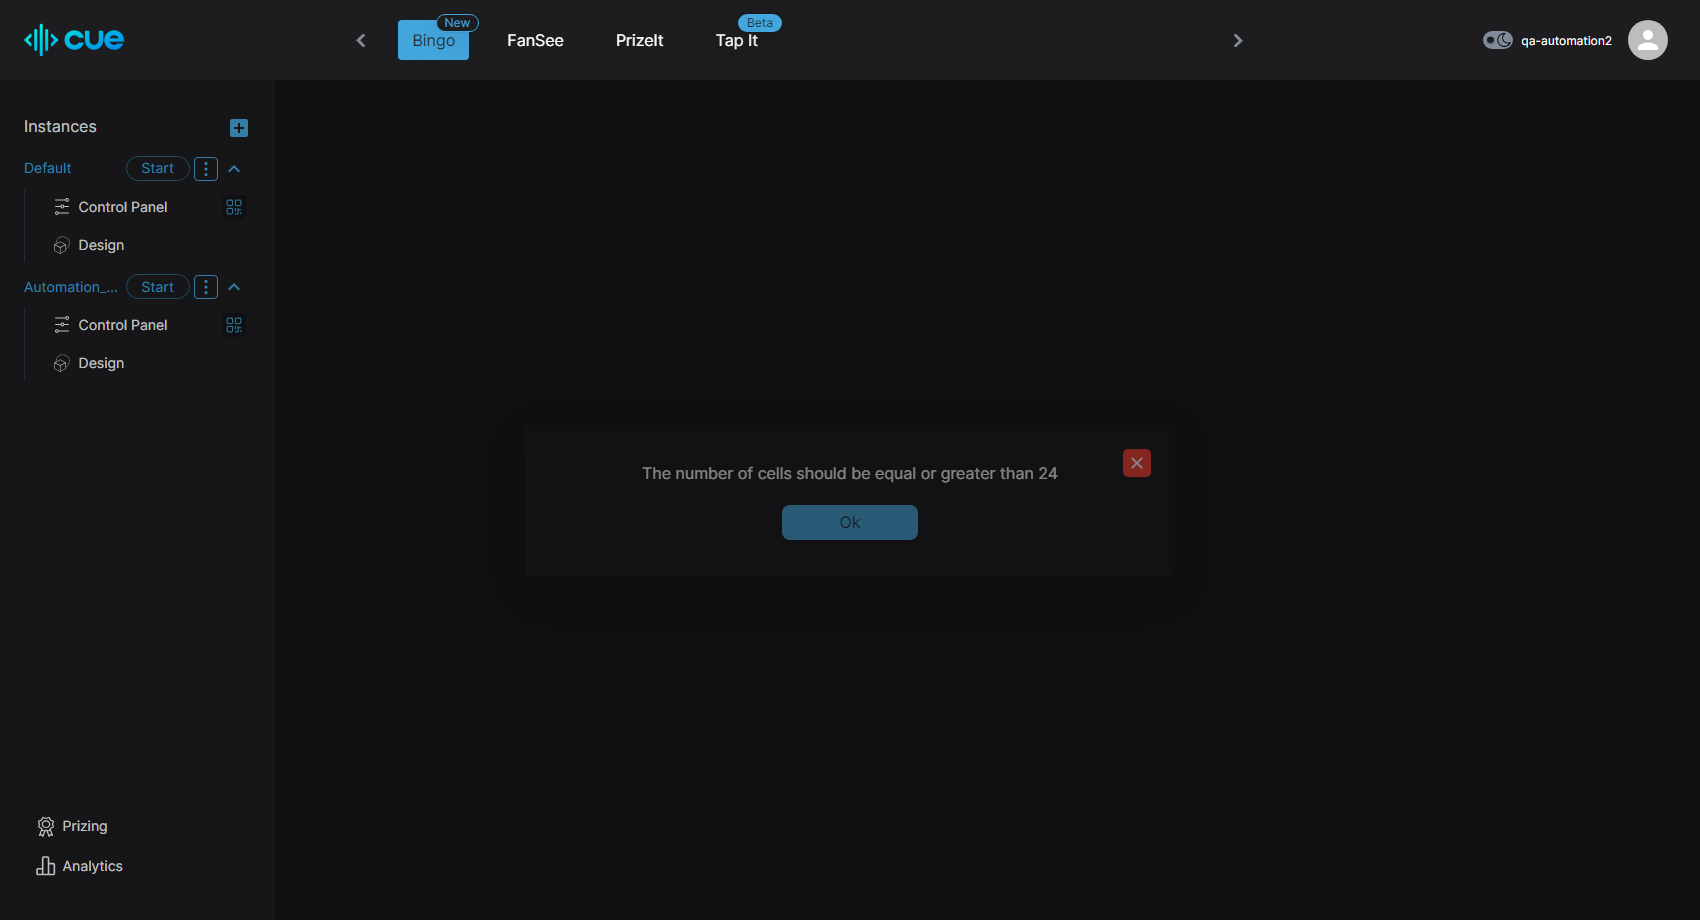 cue
New
Beta
Bingo
FanSee
PrizeIt
Tap It
qa-automation2
Instances
Default
Start
Control Panel
Design
Automation_...
Start
Control Panel
Design
The number of cells should be equal or greater than 24
Ok
Prizing
Analytics